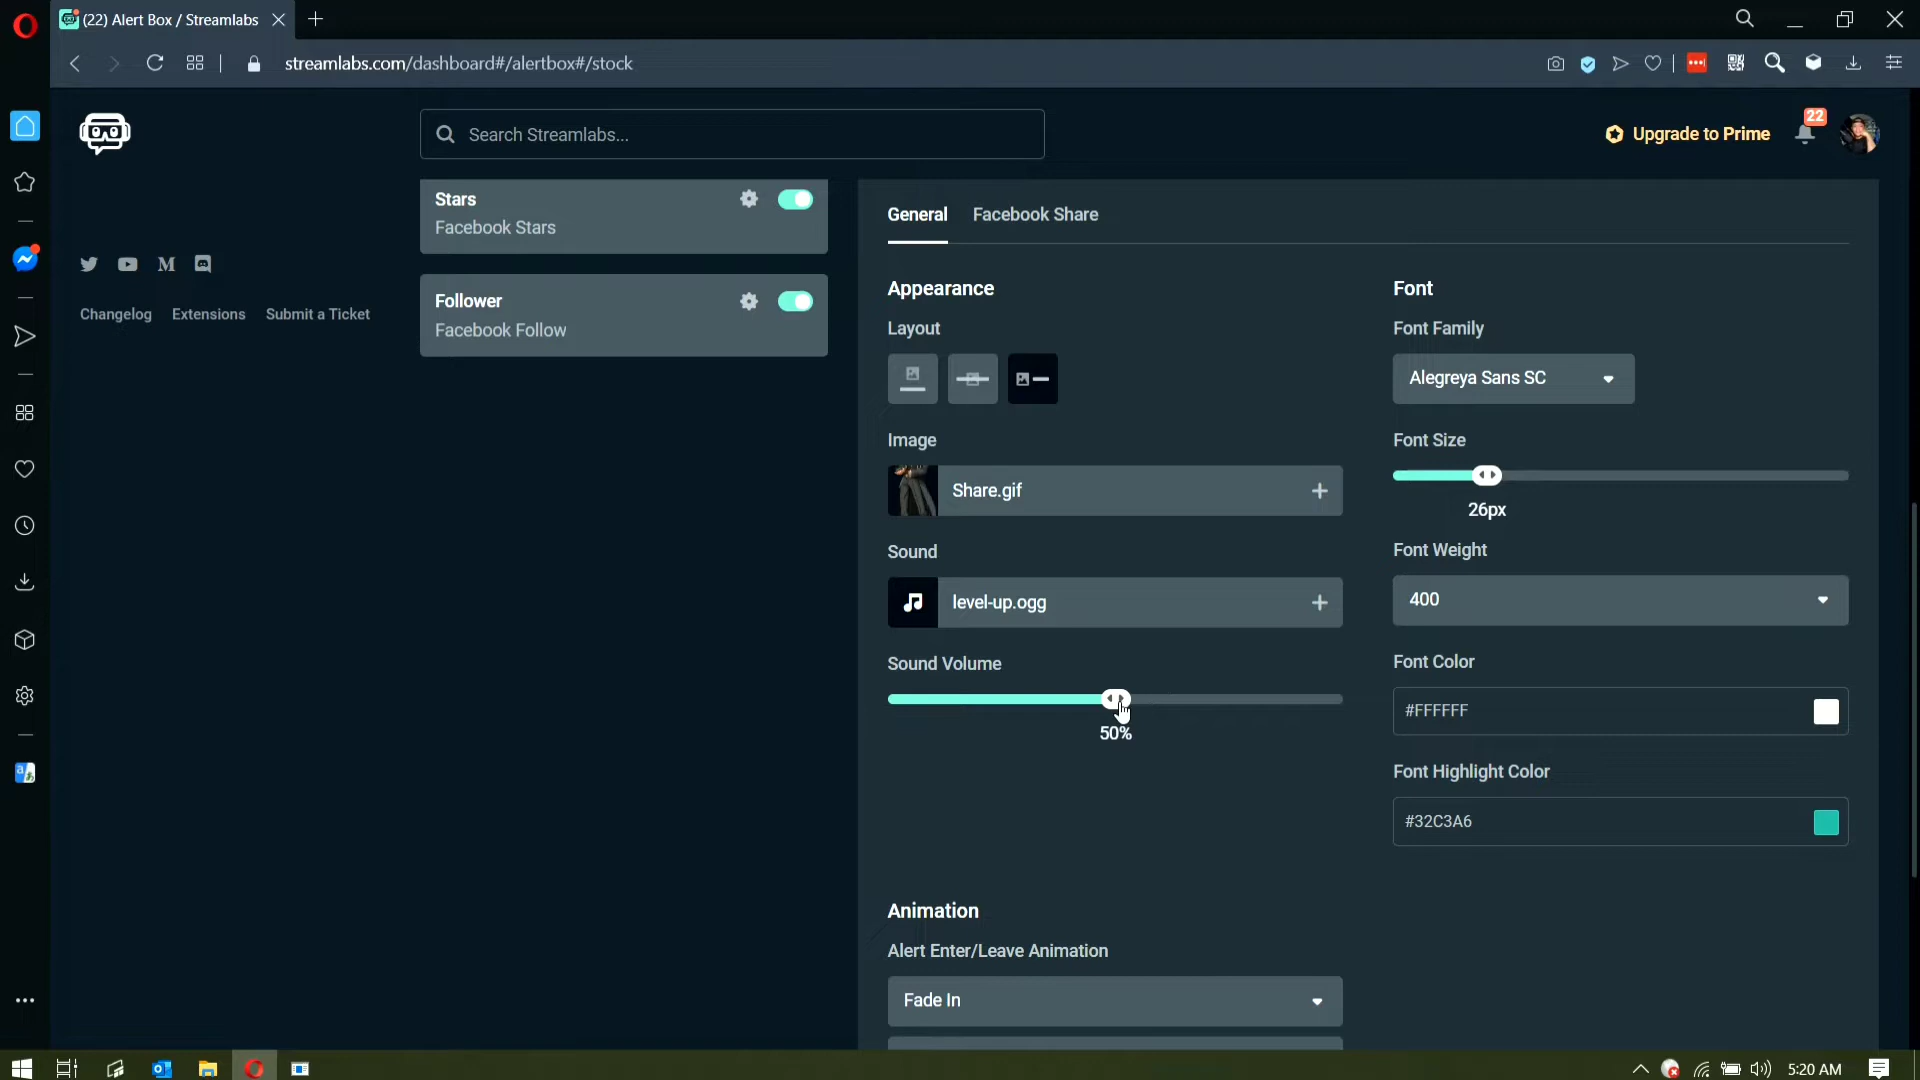 (22) Alert Box / Streamlabs
streamlabs.com/dashboard#/alertbox#/stock
Search Streamlabs...
Upgrade to Prime
22
Stars
Facebook Stars
Follower
Facebook Follow
Changelog
Extensions
Submit a Ticket
General
Facebook Share
Appearance
Layout
Image
Share.gif
Sound
level-up.ogg
Sound Volume
50%
Font
Font Family
Alegreya Sans SC
Font Size
26px
Font Weight
400
Font Color
#FFFFFF
Font Highlight Color
#32C3A6
Animation
Alert Enter/Leave Animation
Fade In
5:20 AM